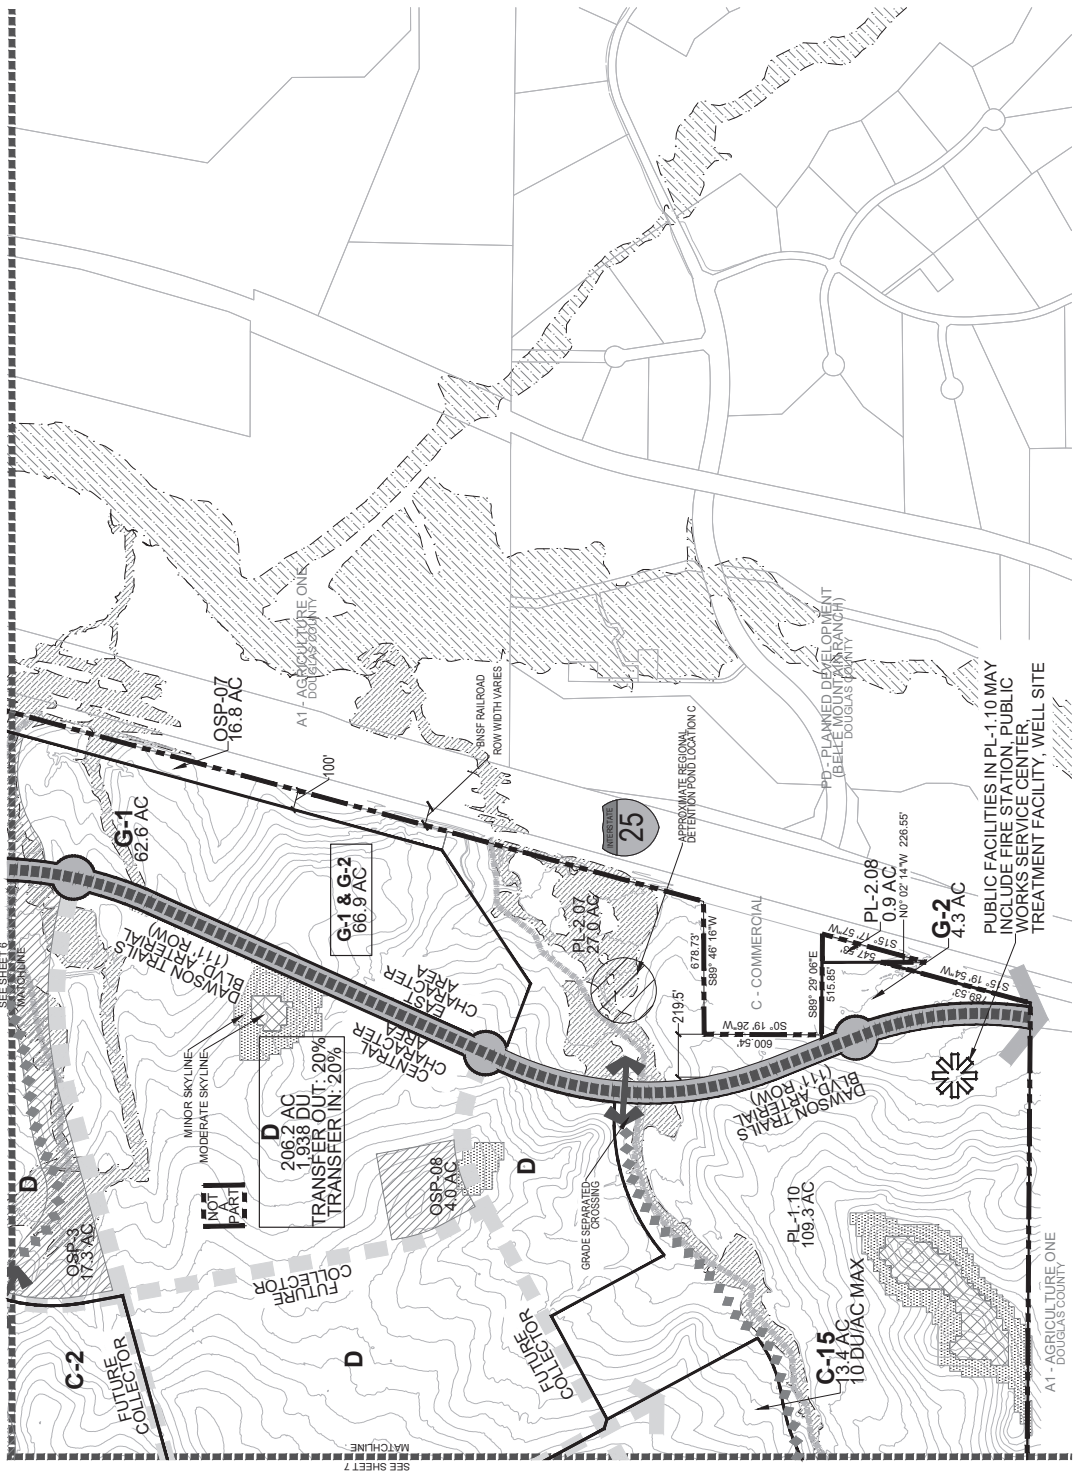 SEE SHEET 6
MATCHLINE
D
OSP-3
17.3 AC
C-2
FUTURE
COLLECTOR
MINOR SKYLINE
MODERATE SKYLINE
NOT
A
PART
D
206.2 AC
1,938 DU
TRANSFER OUT: 20%
TRANSFER IN: 20%
DAWSON TRAILS
BLVD ARTERIAL
(111' ROW)
G-1
62.6 AC
OSP-07
16.8 AC
A1 - AGRICULTURE ONE
DOUGLAS COUNTY
100'
G-1 & G-2
66.9 AC
BNSF RAILROAD
ROW WIDTH VARIES
EAST
CHARACTER
AREA
CENTRAL
CHARACTER
AREA
OSP-08
4.0 AC
D
FUTURE
COLLECTOR
D
FUTURE
COLLECTOR
GRADE SEPARATED
CROSSING
PL-2.07
27.0 AC
INTERSTATE
25
APPROXIMATE REGIONAL
DETENTION POND LOCATION C
678.73'
S89° 46' 16"W
219.5'
C - COMMERCIAL
S0° 19' 26"W
600.54'
S89° 29' 06"E
515.85'
S15° 17' 57"W
547.58'
PL-2.08
0.9 AC
N0° 02' 14"W 226.55'
G-2
4.3 AC
S15° 19' 54"W
789.53'
DAWSON TRAILS
BLVD ARTERIAL
(111' ROW)
PD - PLANNED DEVELOPMENT
(BELLE MOUNTAIN RANCH)
DOUGLAS COUNTY
PUBLIC FACILITIES IN PL-1.10 MAY
INCLUDE FIRE STATION, PUBLIC
WORKS SERVICE CENTER,
TREATMENT FACILITY, WELL SITE
PL-1.10
109.3 AC
C-15
13.4 AC
10 DU/AC MAX
A1 - AGRICULTURE ONE
DOUGLAS COUNTY
SEE SHEET 7
MATCHLINE